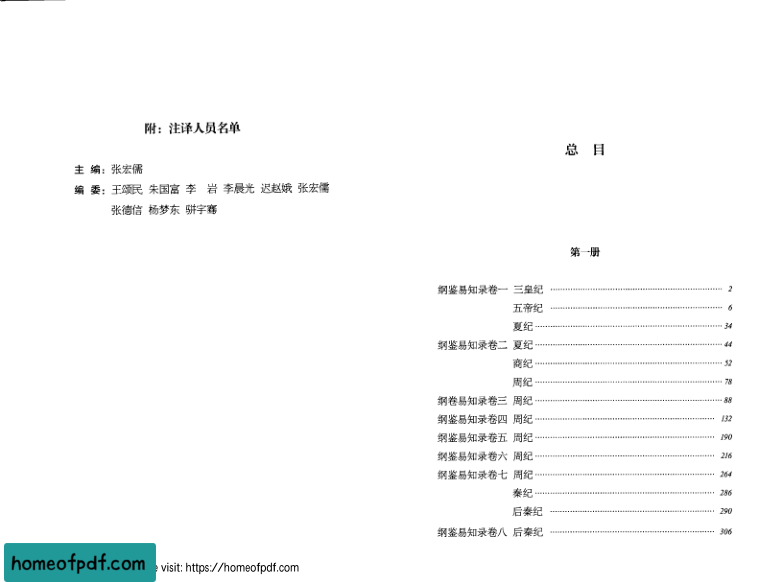 附：注译人员名单
主 编：张宏儒
编 委：王颂民 朱国富 李 岩 李晨光 迟赵娥 张宏儒
张德信 杨梦东 骈宇骞
总 目
第一册
纲鉴易知录卷一 三皇纪 2
五帝纪 6
夏纪 34
纲鉴易知录卷二 夏纪 44
商纪 52
周纪 78
纲卷易知录卷三 周纪 88
纲鉴易知录卷四 周纪 132
纲鉴易知录卷五 周纪 190
纲鉴易知录卷六 周纪 216
纲鉴易知录卷七 周纪 264
秦纪 286
后秦纪 290
纲鉴易知录卷八 后秦纪 306
homeofpdf.com
e visit: https://homeofpdf.com